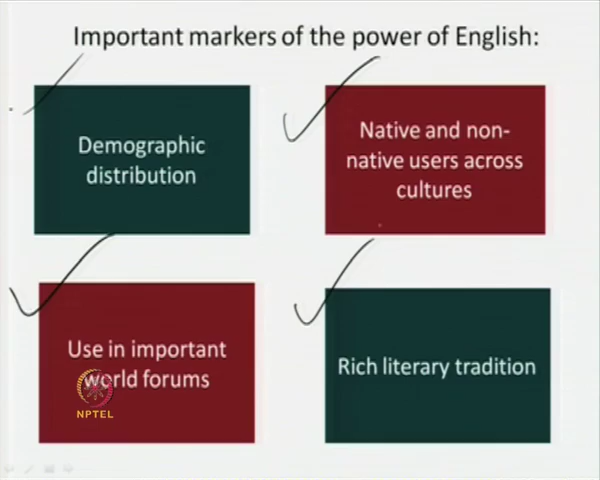 Important markers of the power of English:
Demographic
distribution
Native and non-
native users across
cultures
Use in important
world forums
NPTEL
Rich literary tradition